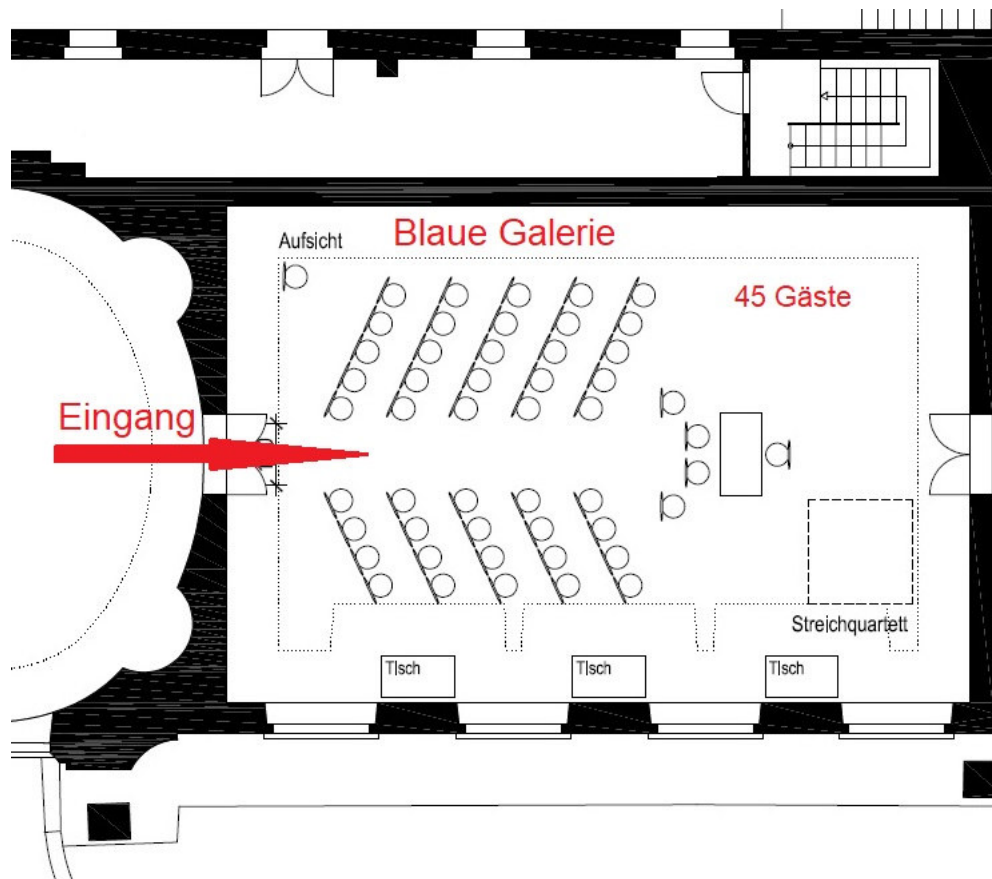 Aufsicht
Blaue Galerie
45 Gäste
Eingang
Streichquartett
Tisch
Tisch
Tisch